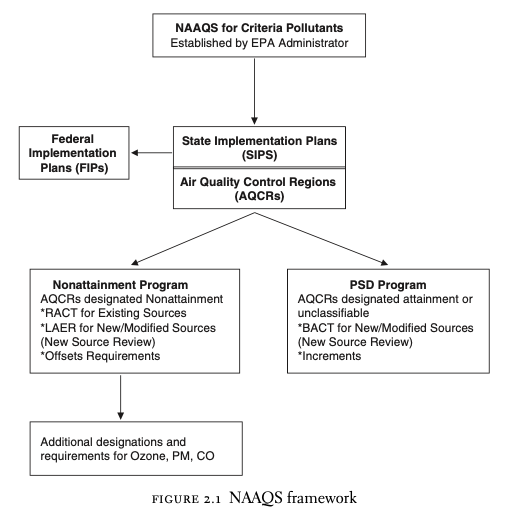 NAAQS for Criteria Pollutants
Established by EPA Administrator
Federal
Implementation
Plans (FIPs)
State Implementation Plans
(SIPS)
Air Quality Control Regions
(AQCRs)
Nonattainment Program
AQCRs designated Nonattainment
*RACT for Existing Sources
*LAER for New/Modified Sources
(New Source Review)
*Offsets Requirements
PSD Program
AQCRs designated attainment or
unclassifiable
*BACT for New/Modified Sources
(New Source Review)
*Increments
Additional designations and
requirements for Ozone, PM, CO
FIGURE 2.1 NAAQS framework